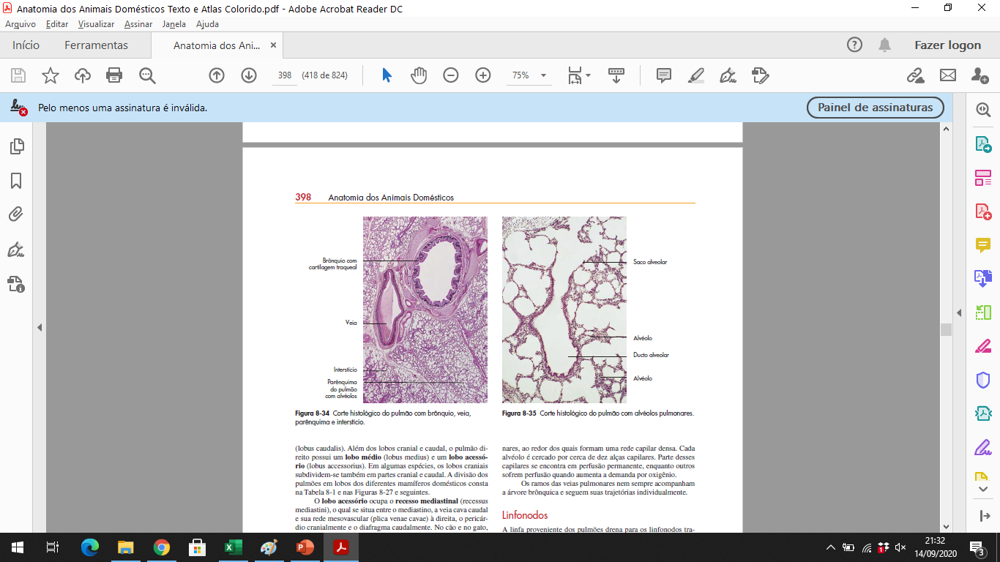 Anatomia dos Animais Domésticos Texto e Atlas Colorido.pdf - Adobe Acrobat Reader DC
Arquivo Editar Visualizar Assinar Janela Ajuda
Início Ferramentas Anatomia dos Ani... × Fazer logon
398 (418 de 824) 75%
Pelo menos uma assinatura é inválida. Painel de assinaturas
398 Anatomia dos Animais Domésticos
Brônquio com
cartilagem traqueal
Veia
Interstício
Parênquima
do pulmão
com alvéolos
Figura 8-34 Corte histológico do pulmão com brônquio, veia,
parênquima e interstício.
Saco alveolar
Alvéolo
Ducto alveolar
Alvéolo
Figura 8-35 Corte histológico do pulmão com alvéolos pulmonares.
(lobus caudalis). Além dos lobos cranial e caudal, o pulmão di-
reito possui um lobo médio (lobus medius) e um lobo acessó-
rio (lobus accessorius). Em algumas espécies, os lobos craniais
subdividem-se também em partes cranial e caudal. A divisão dos
pulmões em lobos dos diferentes mamíferos domésticos consta
na Tabela 8-1 e nas Figuras 8-27 e seguintes.
O lobo acessório ocupa o recesso mediastinal (recessus
mediastini), o qual se situa entre o mediastino, a veia cava caudal
e sua rede mesovascular (plica venae cavae) à direita, o pericár-
dio cranialmente e o diafragma caudalmente. No cão e no gato,
nares, ao redor dos quais formam uma rede capilar densa. Cada
alvéolo é cercado por cerca de dez alças capilares. Parte desses
capilares se encontra em perfusão permanente, enquanto outros
sofrem perfusão quando aumenta a demanda por oxigênio.
Os ramos das veias pulmonares nem sempre acompanham
a árvore brônquica e seguem suas trajetórias individualmente.
Linfonodos
A linfa proveniente dos pulmões drena para os linfonodos tra-
21:32
14/09/2020
3